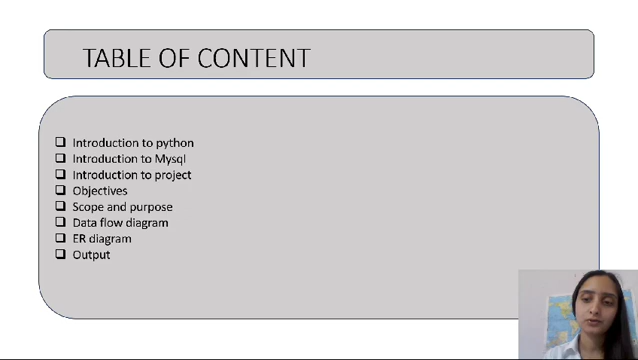 TABLE OF CONTENT
Introduction to python
Introduction to Mysql
Introduction to project
Objectives
Scope and purpose
Data flow diagram
ER diagram
Output